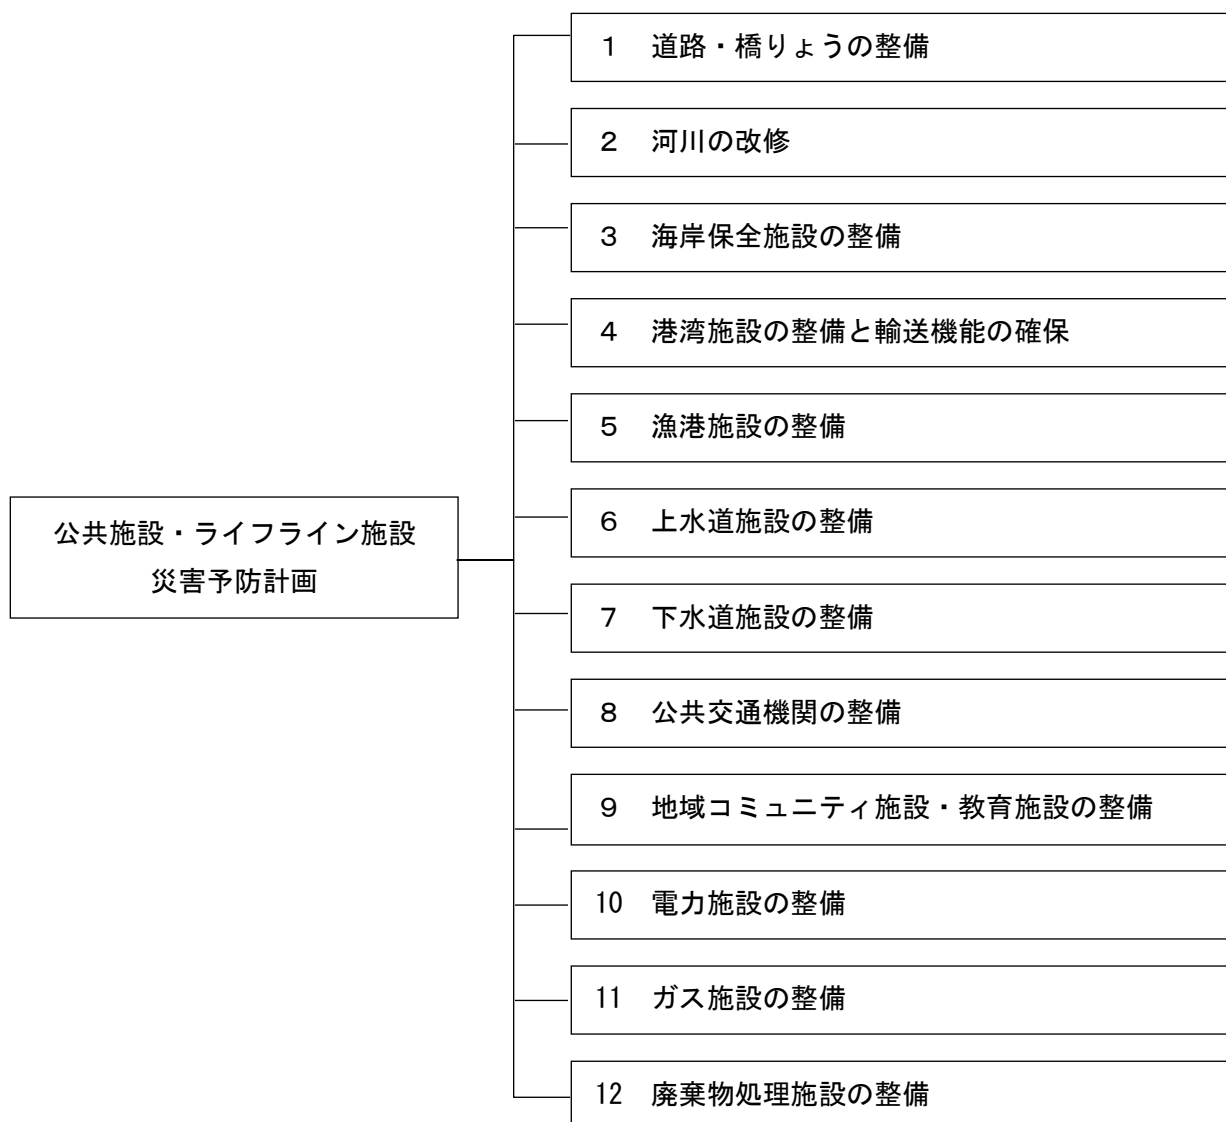 1 道路・橋りょうの整備
2 河川の改修
3 海岸保全施設の整備
4 港湾施設の整備と輸送機能の確保
5 漁港施設の整備
公共施設・ライフライン施設
災害予防計画
6 上水道施設の整備
7 下水道施設の整備
8 公共交通機関の整備
9 地域コミュニティ施設・教育施設の整備
10 電力施設の整備
11 ガス施設の整備
12 廃棄物処理施設の整備